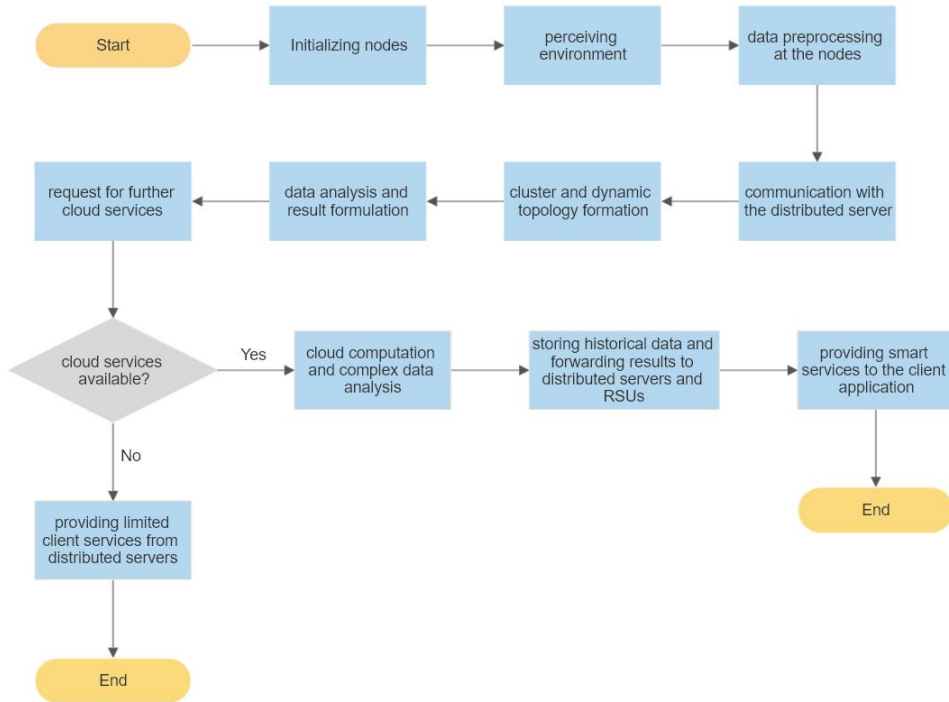 Start
Initializing nodes
perceiving
environment
data preprocessing
at the nodes
request for further
cloud services
data analysis and
result formulation
cluster and dynamic
topology formation
communication with
the distributed server
cloud services
available?
Yes
cloud computation
and complex data
analysis
storing historical data and
forwarding results to
distributed servers and
RSUs
providing smart
services to the client
application
No
providing limited
client services from
distributed servers
End
End